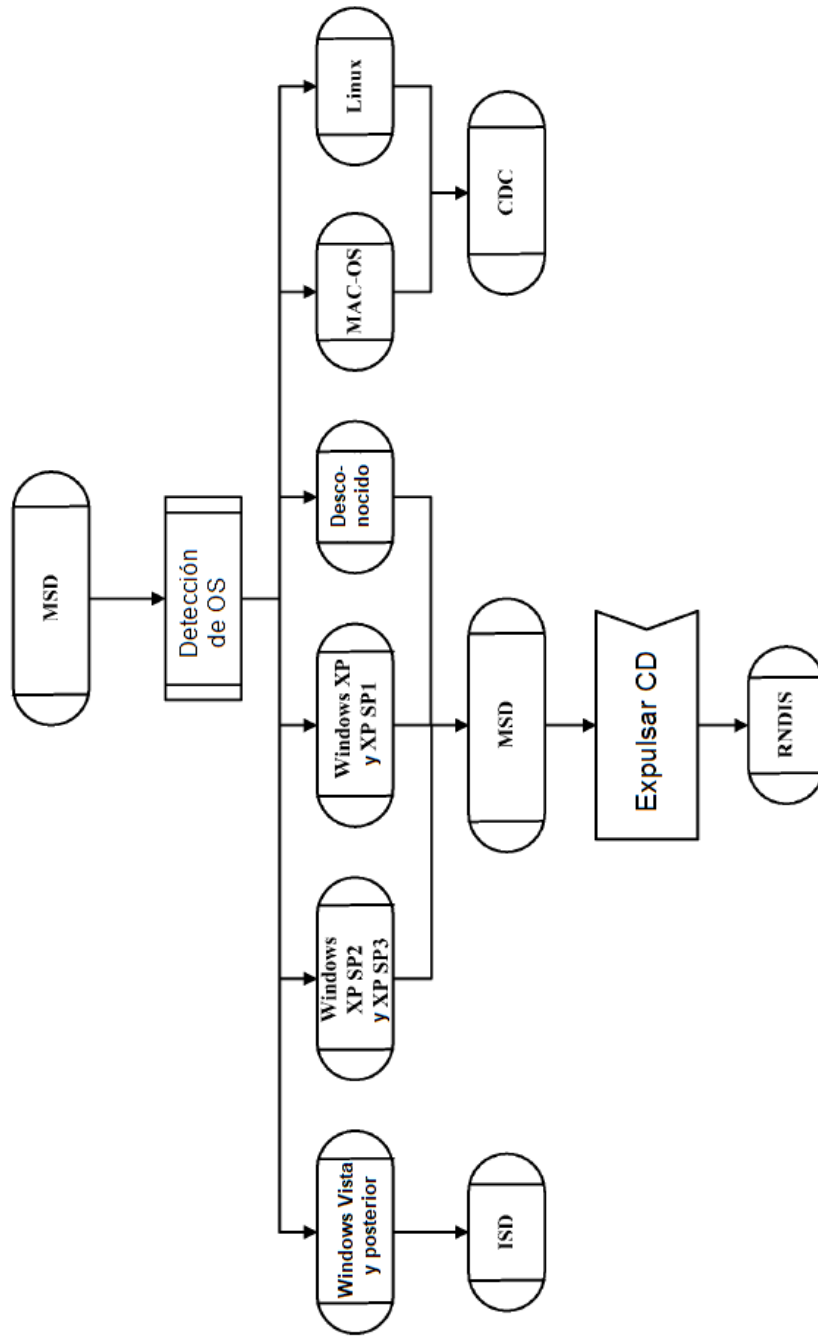 MSD
Detección
de OS
Windows Vista
y posterior
Windows
XP SP2
y XP SP3
Windows XP
y XP SP1
Desco-
nocido
MAC-OS
Linux
ISD
MSD
CDC
Expulsar CD
RNDIS